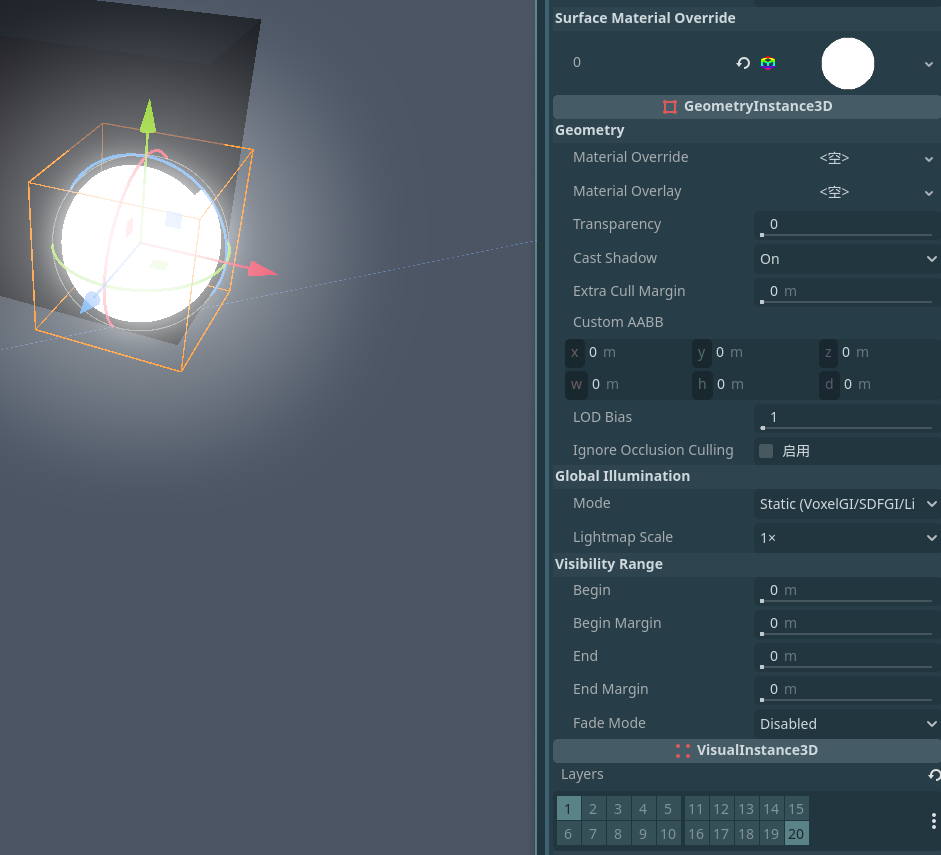 Surface Material Override
0
GeometryInstance3D
Geometry
Material Override <空>
Material Overlay <空>
Transparency 0
Cast Shadow On
Extra Cull Margin 0 m
Custom AABB
x 0 m y 0 m z 0 m
w 0 m h 0 m d 0 m
LOD Bias 1
Ignore Occlusion Culling 启用
Global Illumination
Mode Static (VoxelGI/SDFGI/Li
Lightmap Scale 1×
Visibility Range
Begin 0 m
Begin Margin 0 m
End 0 m
End Margin 0 m
Fade Mode Disabled
VisualInstance3D
Layers
1 2 3 4 5 11 12 13 14 15
6 7 8 9 10 16 17 18 19 20